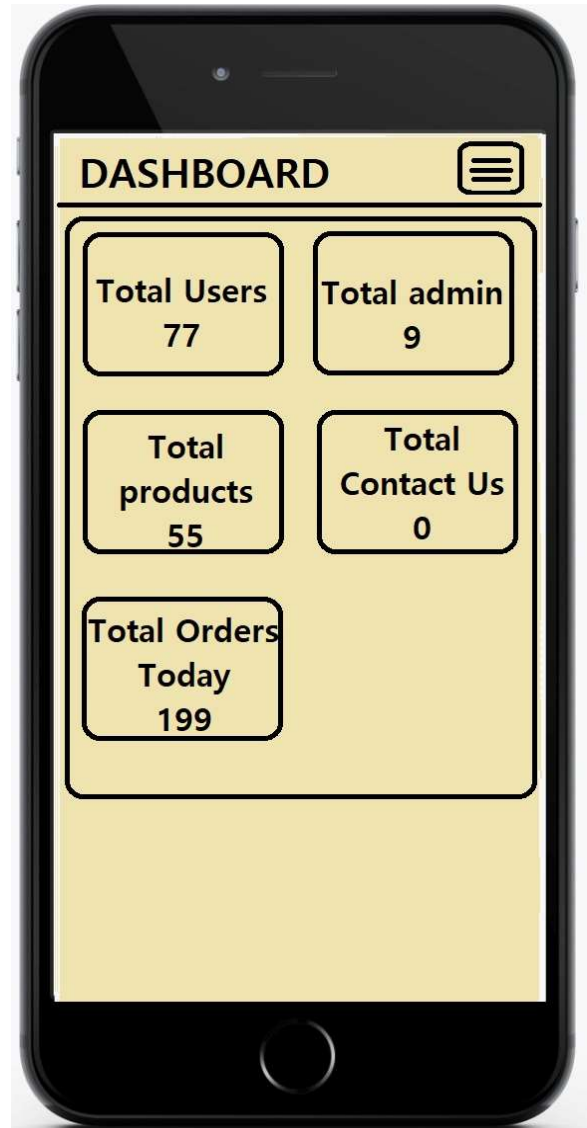 DASHBOARD
Total Users
77
Total admin
9
Total
products
55
Total
Contact Us
0
Total Orders
Today
199